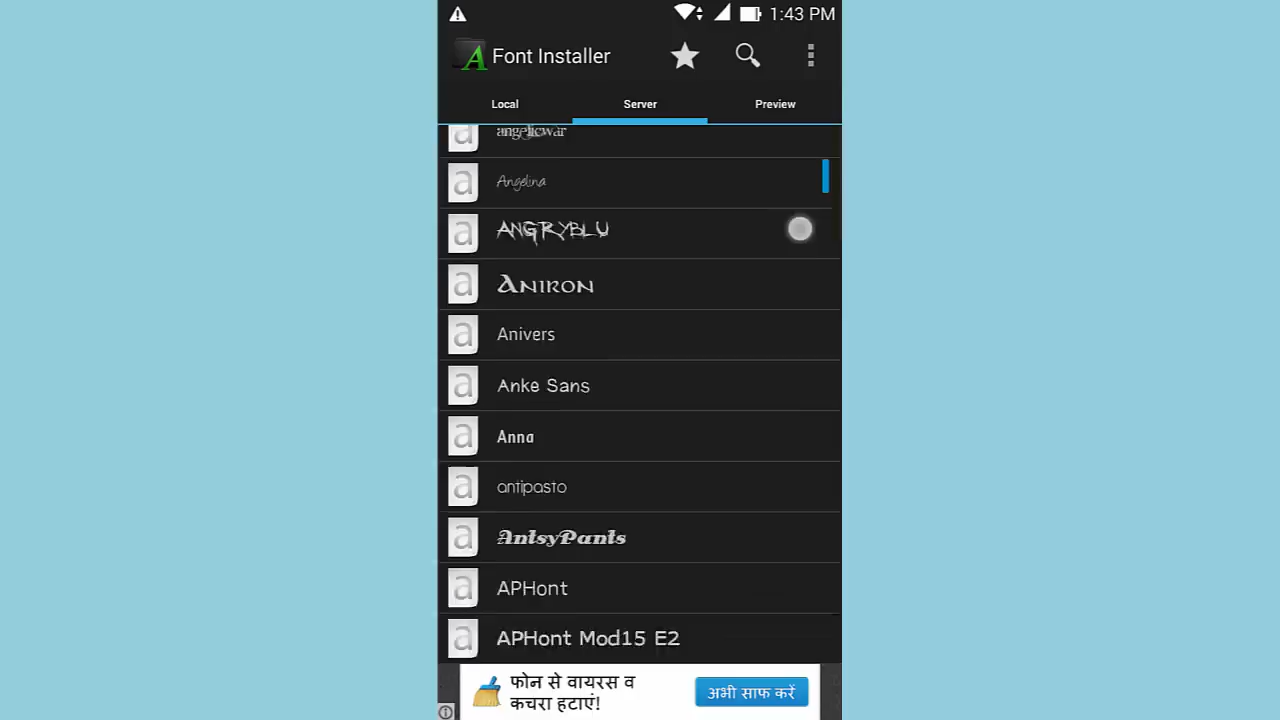 1:43 PM
Font Installer
Local Server Preview
angelicwar
Angelina
ANGRYBLU
ANIRON
Anivers
Anke Sans
Anna
antipasto
AntsyPants
APHont
APHont Mod15 E2
फोन से वायरस व
कचरा हटाएं!
अभी साफ करें